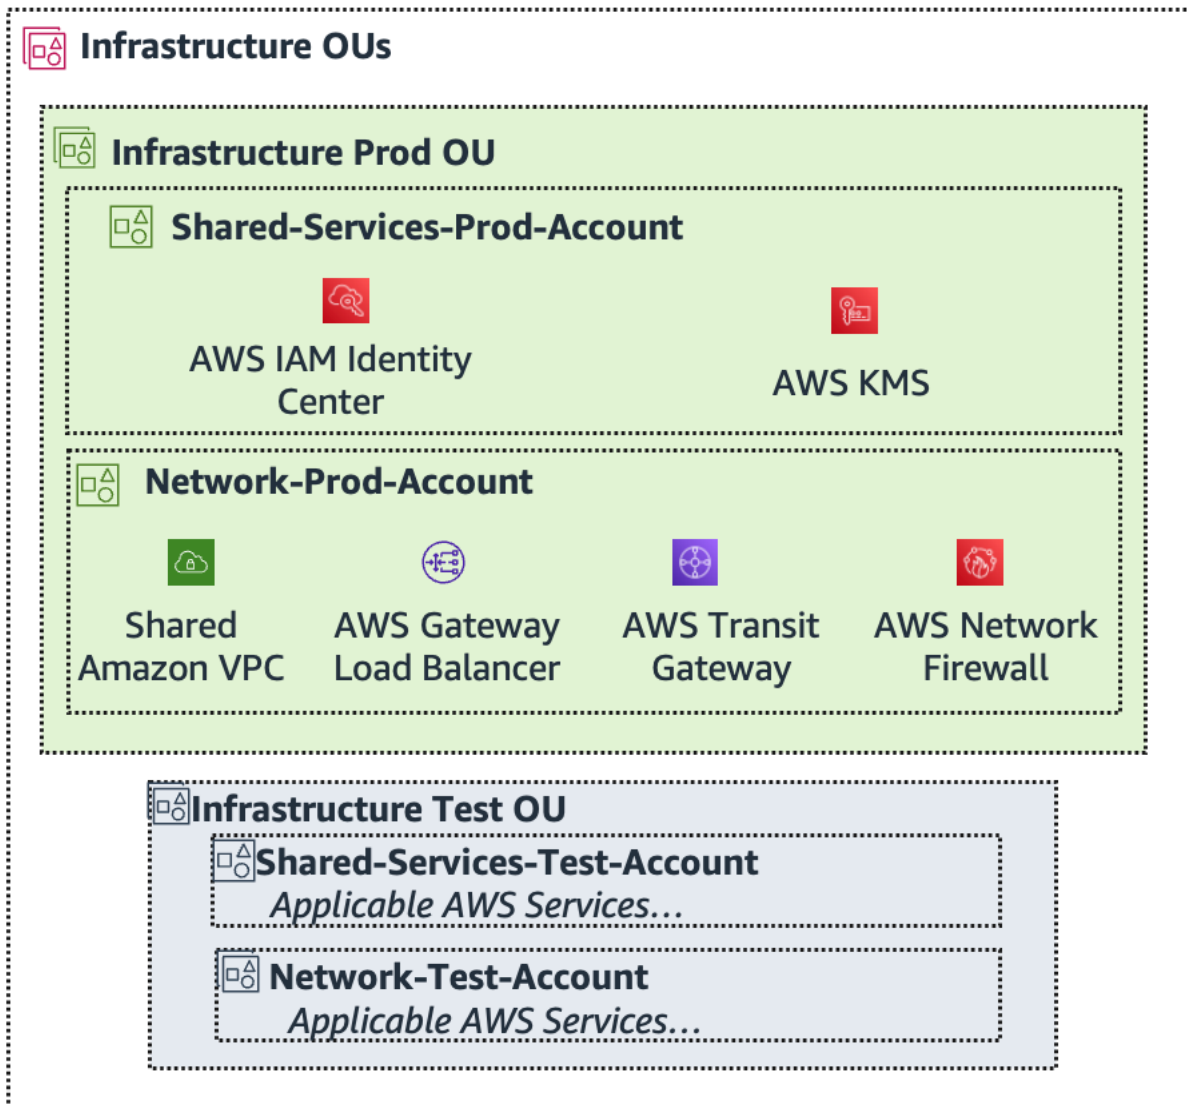 Infrastructure OUs
Infrastructure Prod OU
Shared-Services-Prod-Account
AWS IAM Identity
Center
AWS KMS
Network-Prod-Account
Shared
Amazon VPC
AWS Gateway
Load Balancer
AWS Transit
Gateway
AWS Network
Firewall
Infrastructure Test OU
Shared-Services-Test-Account
Applicable AWS Services...
Network-Test-Account
Applicable AWS Services...